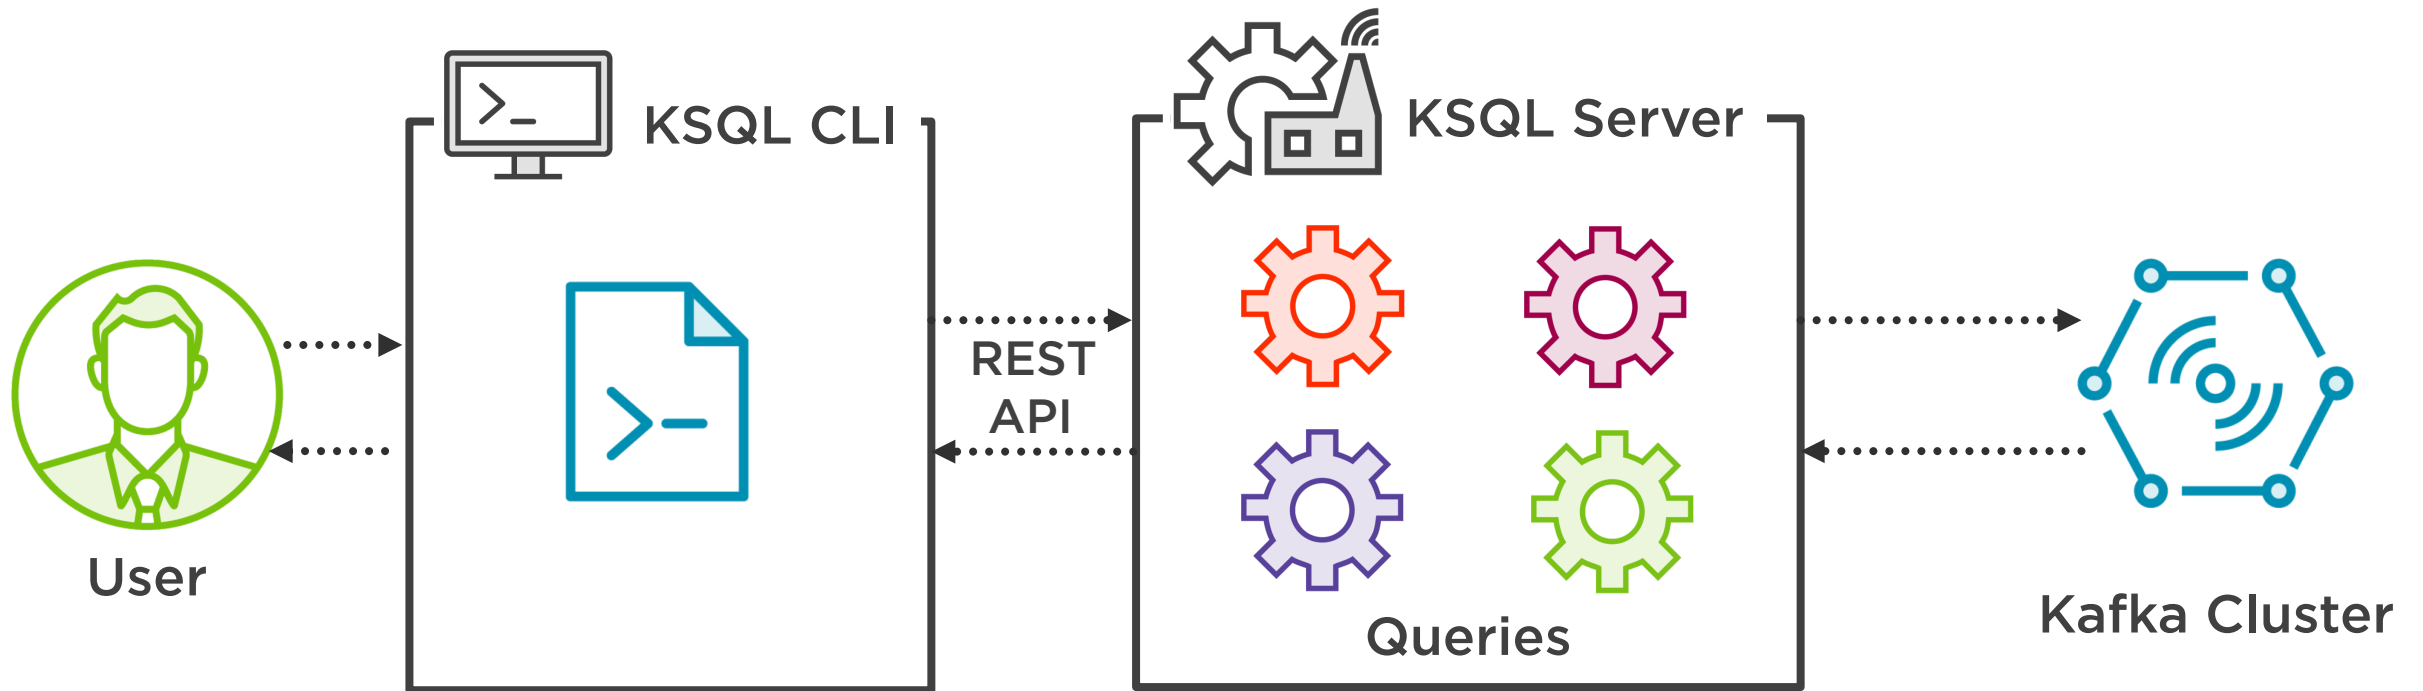 KSQL CLI
KSQL Server
REST
API
User
Queries
Kafka Cluster